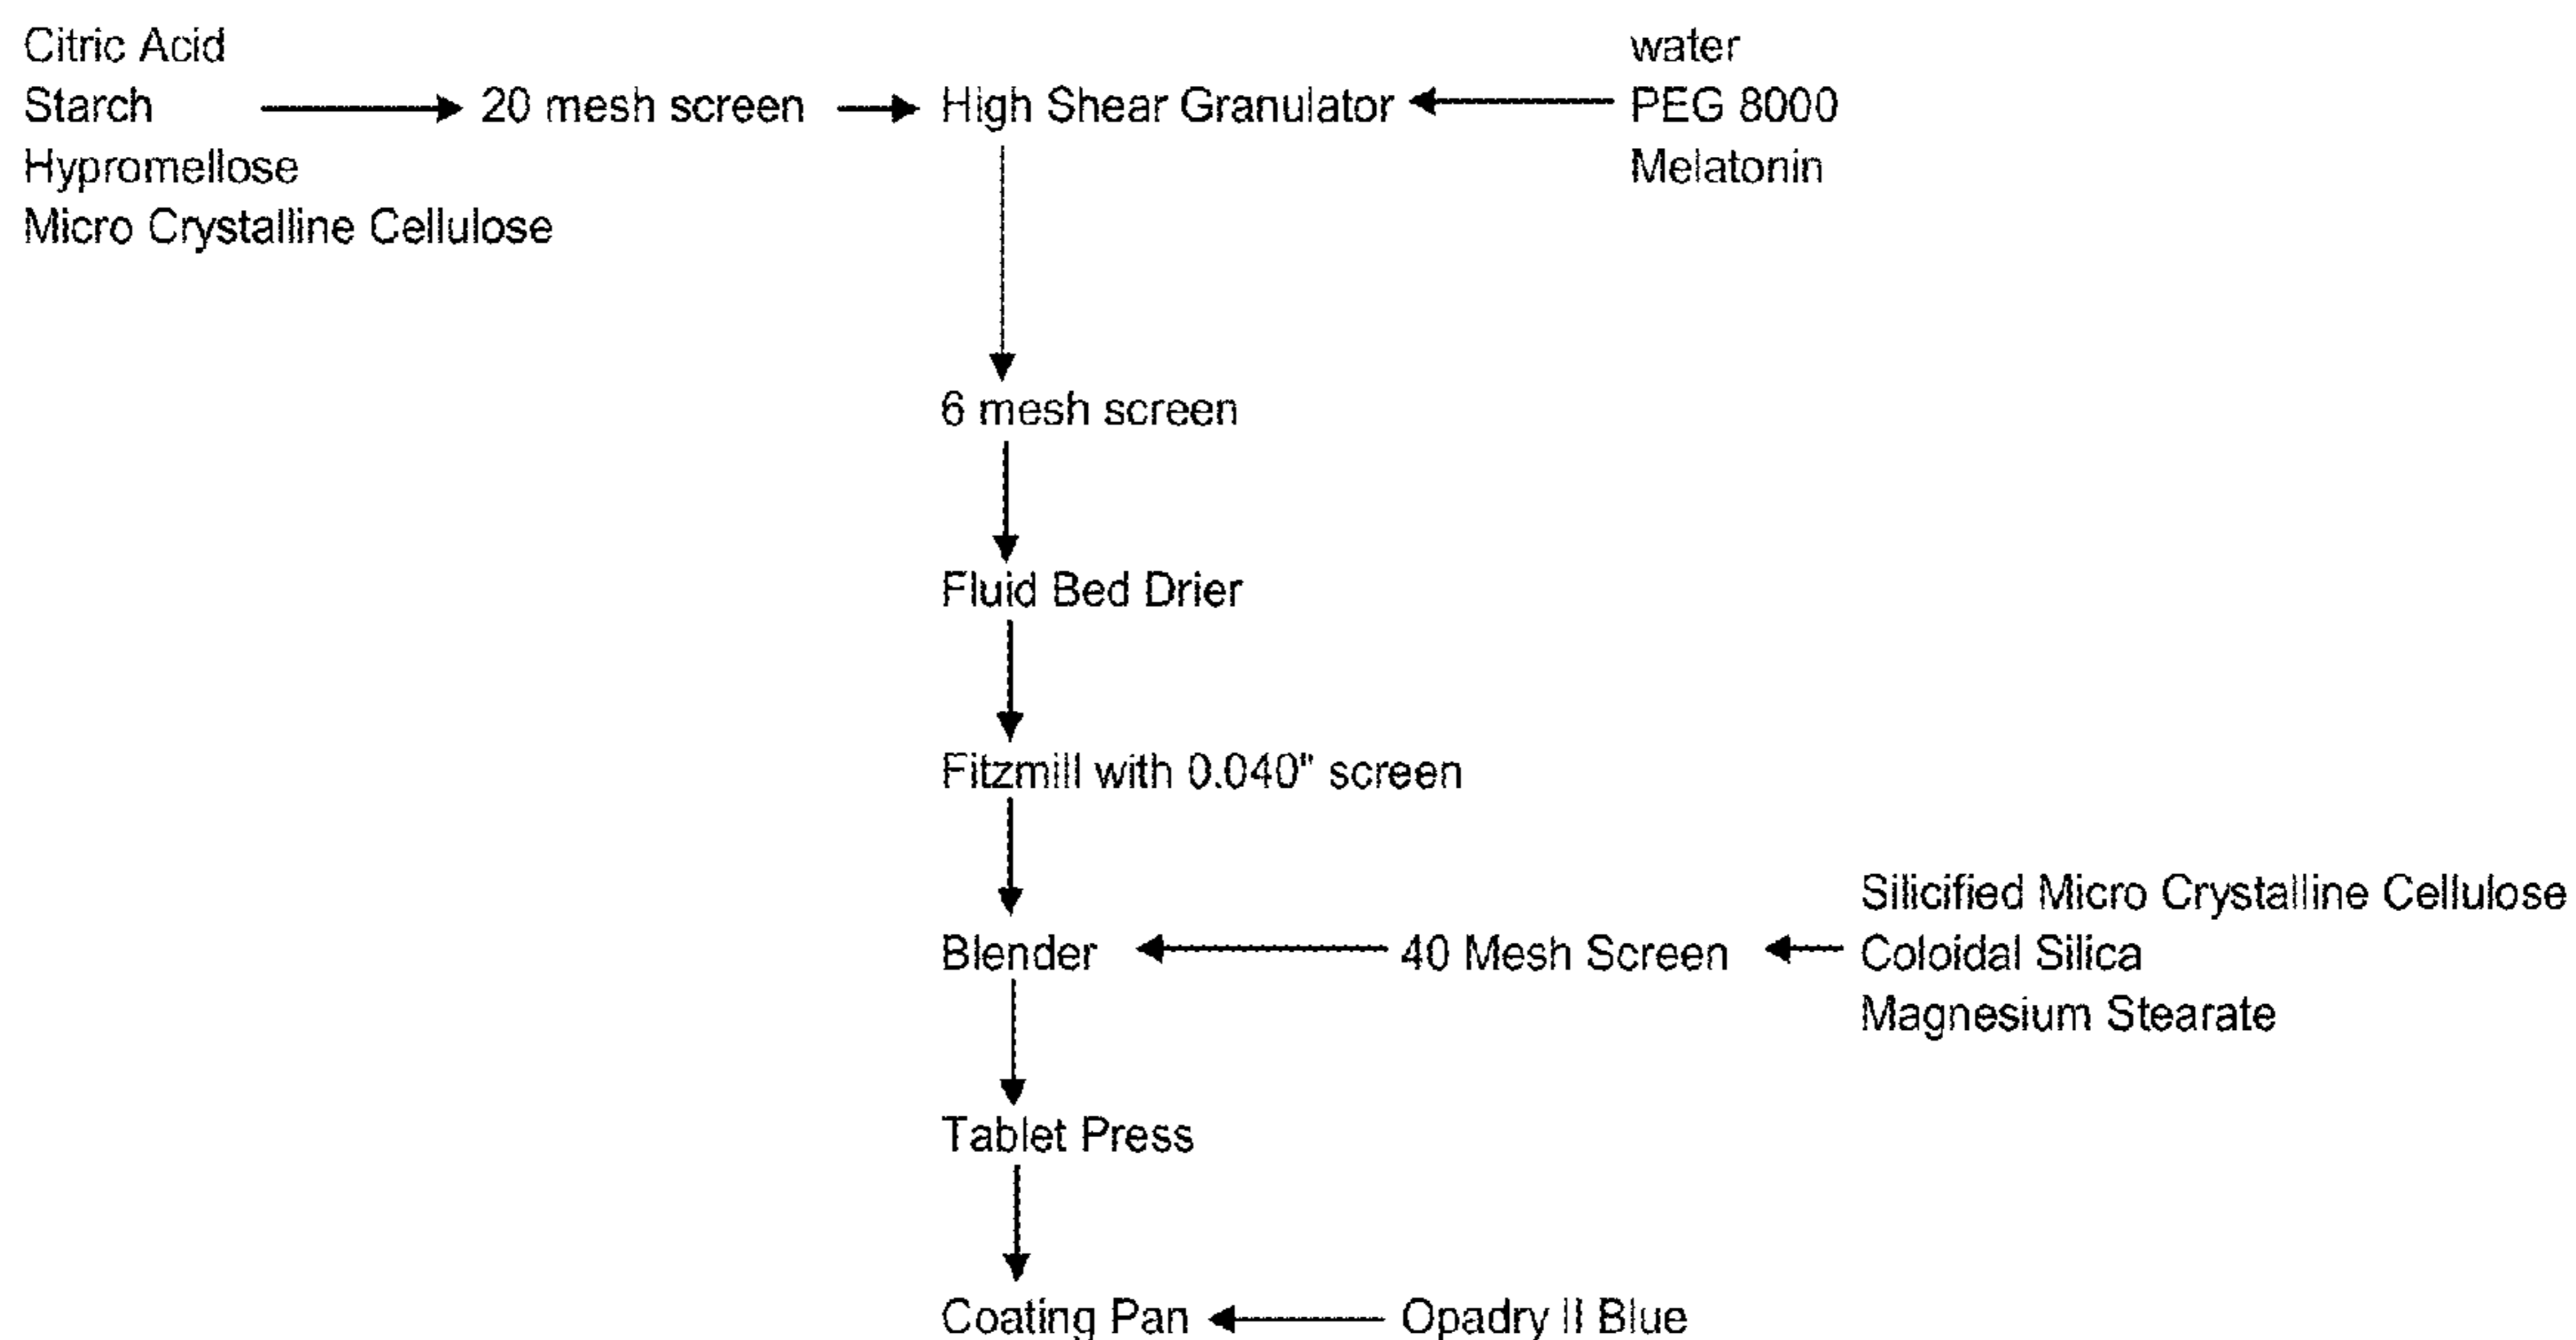 Citric Acid
Starch
Hypromellose
Micro Crystalline Cellulose
20 mesh screen
High Shear Granulator
water
PEG 8000
Melatonin
6 mesh screen
Fluid Bed Drier
Fitzmill with 0.040" screen
Blender
40 Mesh Screen
Silicified Micro Crystalline Cellulose
Coloidal Silica
Magnesium Stearate
Tablet Press
Coating Pan
Opadry II Blue